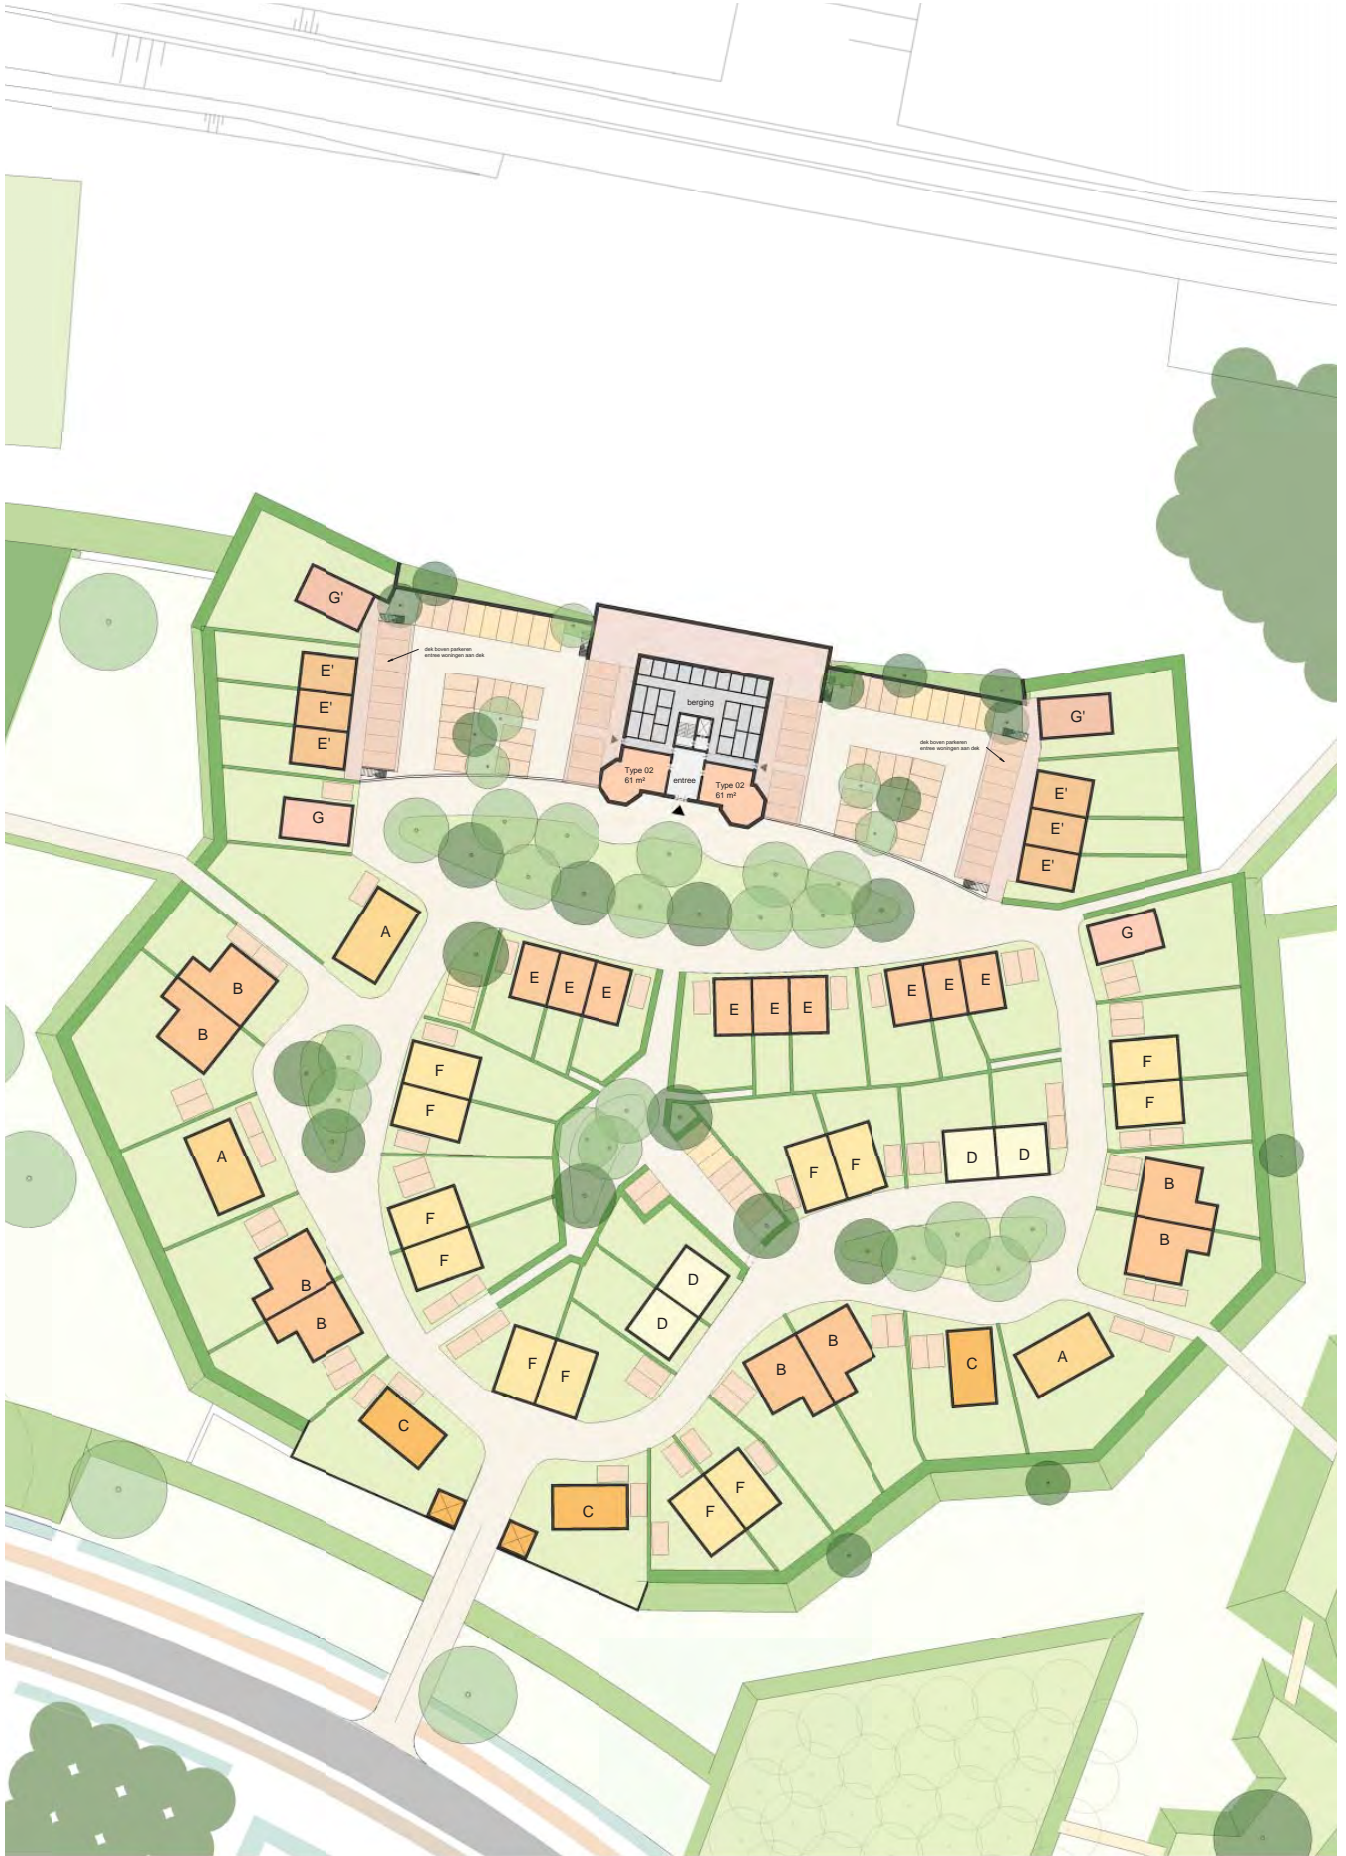 G'
dek boven parkeren
entree woningen aan dek
E'
E'
E'
berging
G'
dek boven parkeren
entree woningen aan dek
Type 02
61 m²
entree
Type 02
61 m²
E'
E'
E'
G
A
G
B
B
E
E
E
E
E
E
E
E
E
F
F
F
F
A
F
F
D
D
B
B
F
F
D
D
B
B
F
F
B
B
C
A
C
F
F
C